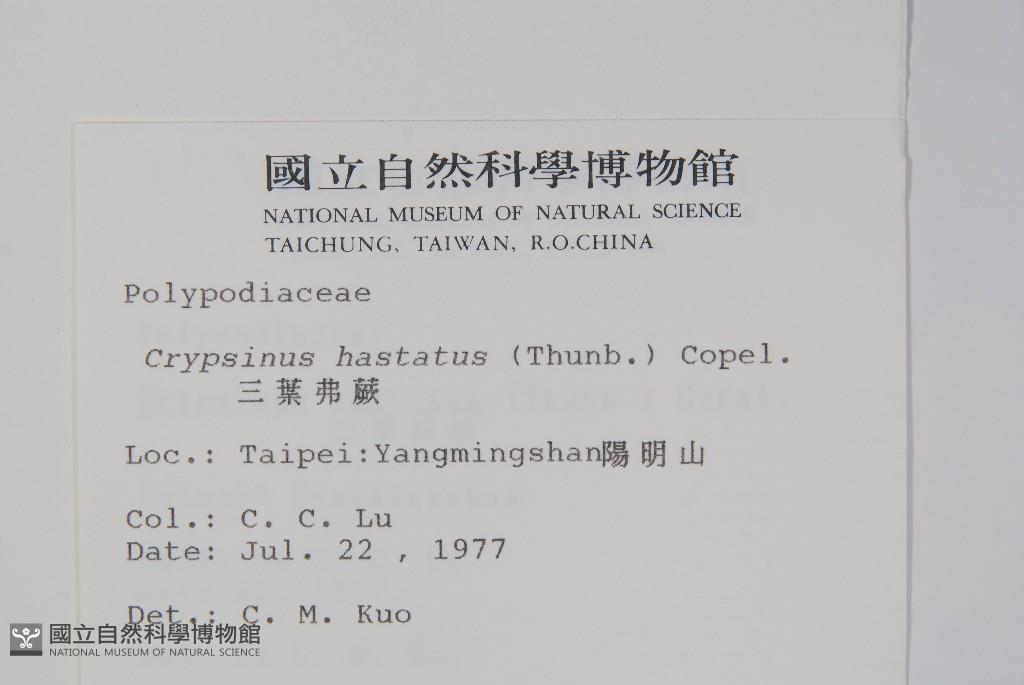 國立自然科學博物館
NATIONAL MUSEUM OF NATURAL SCIENCE
TAICHUNG, TAIWAN, R.O.CHINA
Polypodiaceae
Crypsinus hastatus (Thunb.) Copel.
三葉弗蕨
Loc.: Taipei:Yangmingshan陽明山
Col.: C. C. Lu
Date: Jul. 22 , 1977
Det.: C. M. Kuo
國立自然科學博物館
NATIONAL MUSEUM OF NATURAL SCIENCE